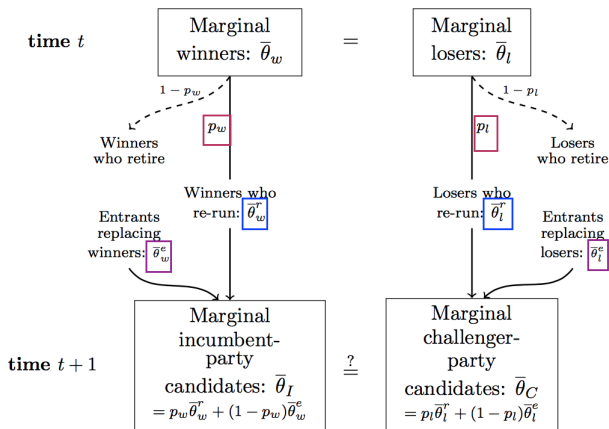 time t
Marginal
winners: θ̄_w
=
Marginal
losers: θ̄_l
1 − p_w
1 − p_l
p_w
p_l
Winners
who retire
Losers
who retire
Winners who
re-run: θ̄_w^r
Losers who
re-run: θ̄_l^r
Entrants
replacing
winners: θ̄_w^e
Entrants
replacing
losers: θ̄_l^e
time t + 1
Marginal
incumbent-
party
candidates: θ̄_I
= p_w θ̄_w^r + (1 − p_w) θ̄_w^e
?
=
Marginal
challenger-
party
candidates: θ̄_C
= p_l θ̄_l^r + (1 − p_l) θ̄_l^e